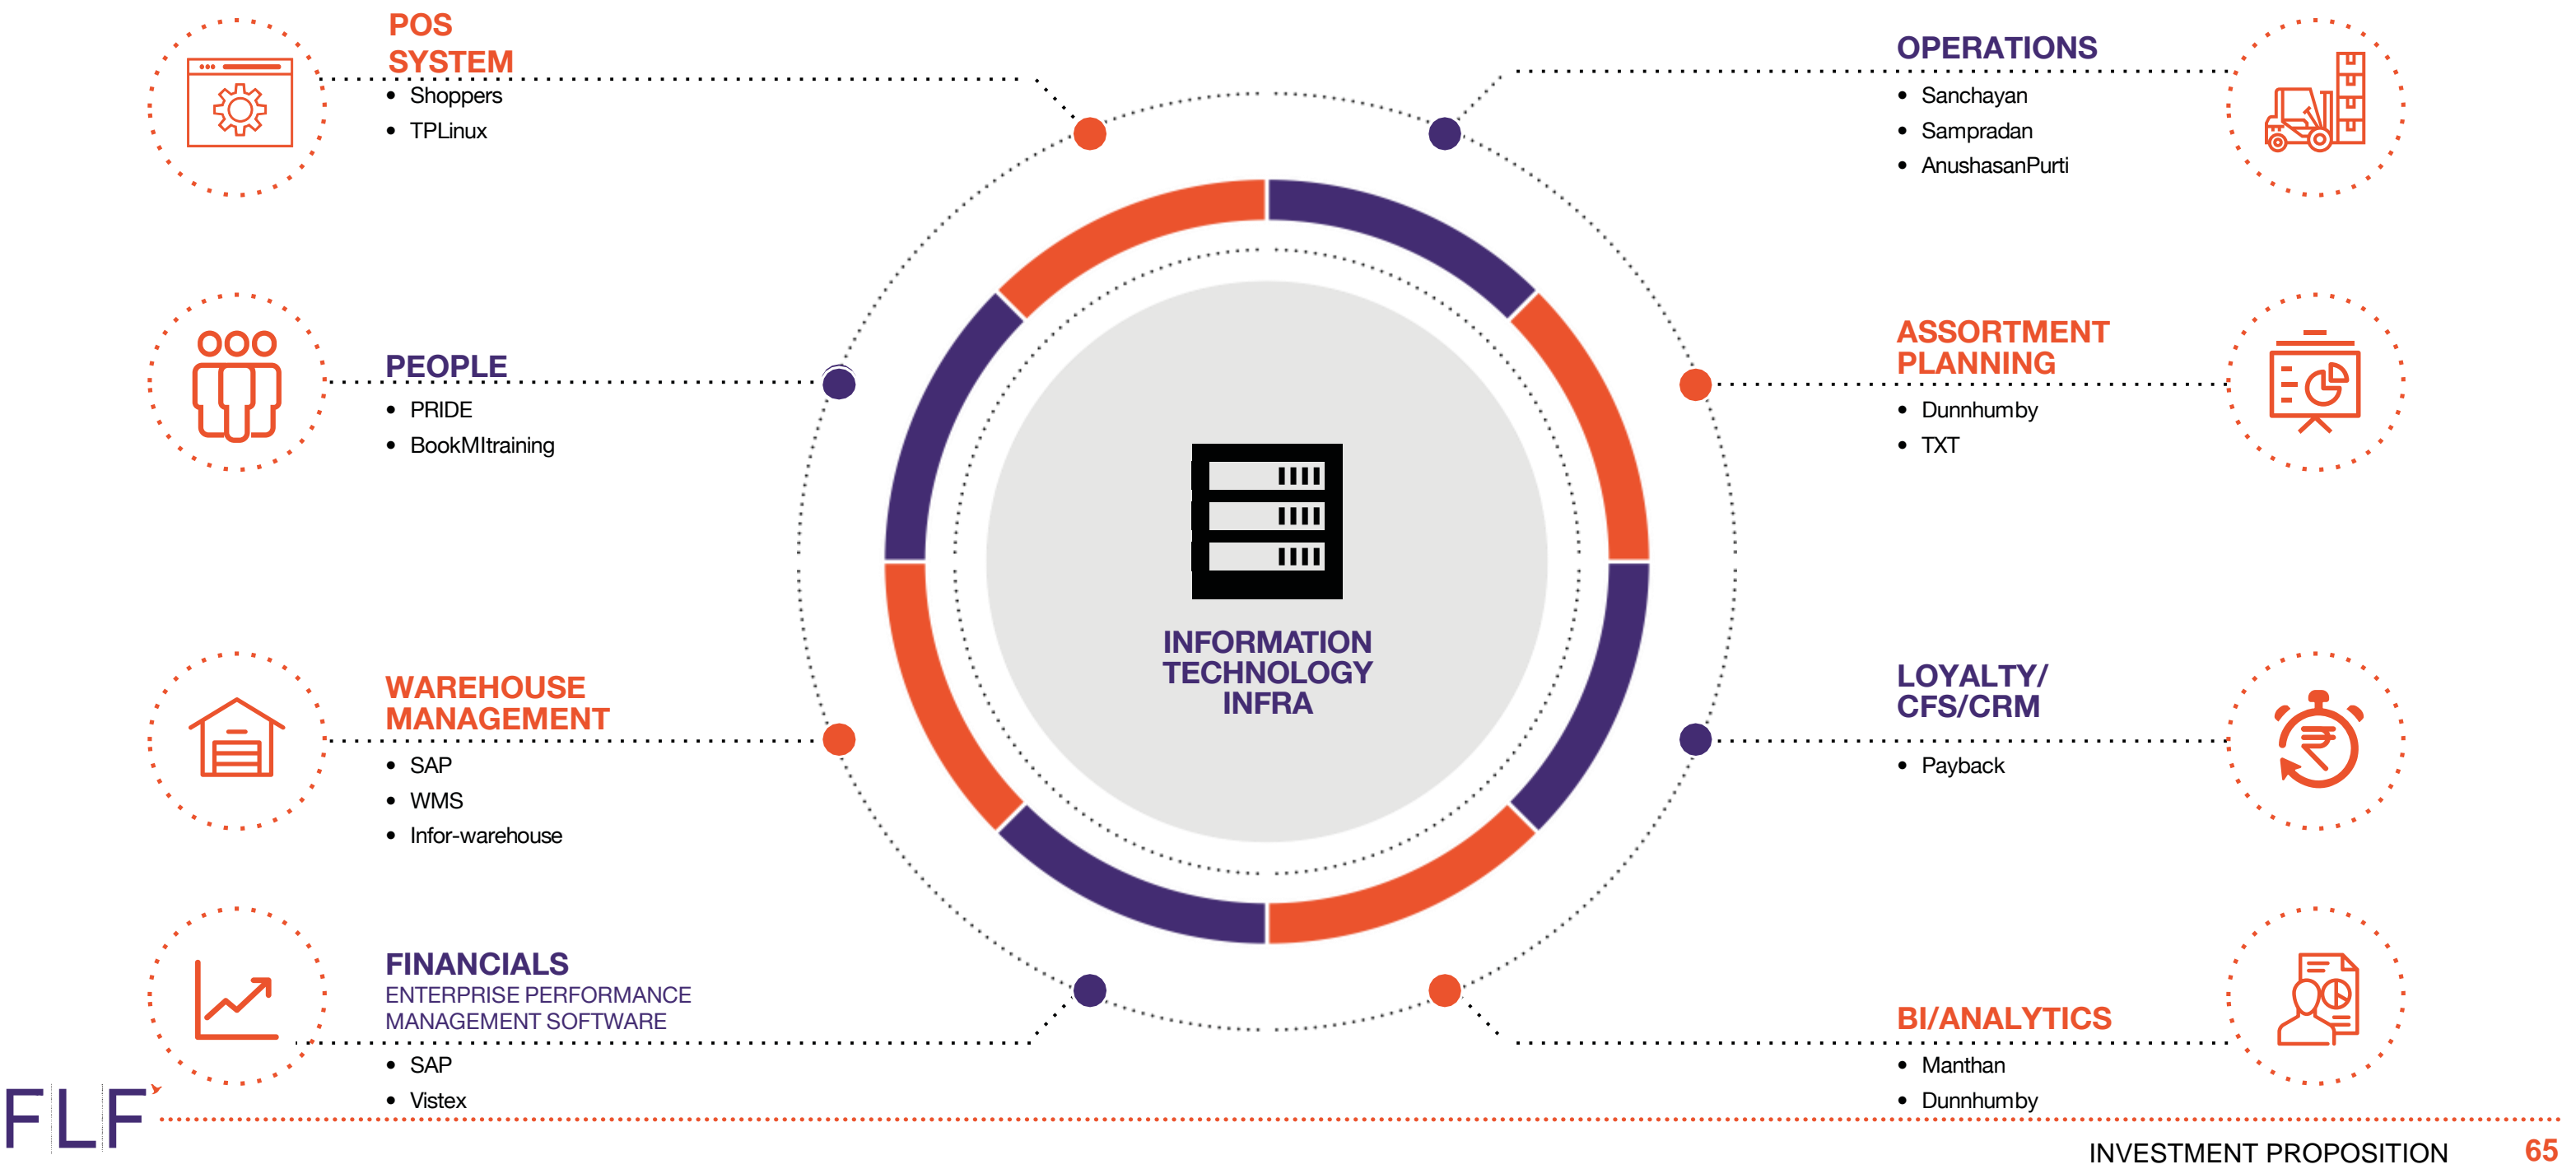 POS
SYSTEM
• Shoppers
• TPLinux
PEOPLE
• PRIDE
• BookMItraining
WAREHOUSE
MANAGEMENT
• SAP
• WMS
• Infor-warehouse
FINANCIALS
ENTERPRISE PERFORMANCE
MANAGEMENT SOFTWARE
• SAP
• Vistex
INFORMATION
TECHNOLOGY
INFRA
OPERATIONS
• Sanchayan
• Sampradan
• AnushasanPurti
ASSORTMENT
PLANNING
• Dunnhumby
• TXT
LOYALTY/
CFS/CRM
• Payback
BI/ANALYTICS
• Manthan
• Dunnhumby
FLF
INVESTMENT PROPOSITION 65